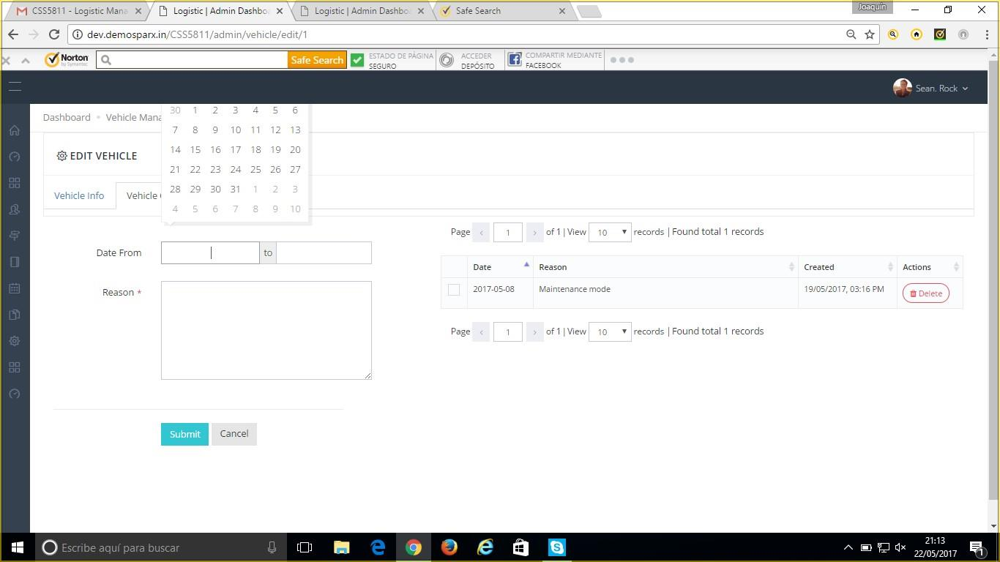 CSS5811 - Logistic Mana
Logistic | Admin Dashbo
Logistic | Admin Dashbo
Safe Search
Joaquín
dev.demosparx.in/CSS5811/admin/vehicle/edit/1
Norton
by Symantec
Safe Search
ESTADO DE PÁGINA
SEGURO
ACCEDER
DEPÓSITO
COMPARTIR MEDIANTE
FACEBOOK
Sean. Rock
Dashboard
Vehicle Mana
30 1 2 3 4 5 6
7 8 9 10 11 12 13
14 15 16 17 18 19 20
21 22 23 24 25 26 27
28 29 30 31 1 2 3
4 5 6 7 8 9 10
EDIT VEHICLE
Vehicle Info
Vehicle
Date From
to
Reason *
Submit
Cancel
Page < 1 > of 1 | View 10 records | Found total 1 records
Date Reason Created Actions
2017-05-08 Maintenance mode 19/05/2017, 03:16 PM Delete
Page < 1 > of 1 | View 10 records | Found total 1 records
Escribe aquí para buscar
21:13
22/05/2017
1